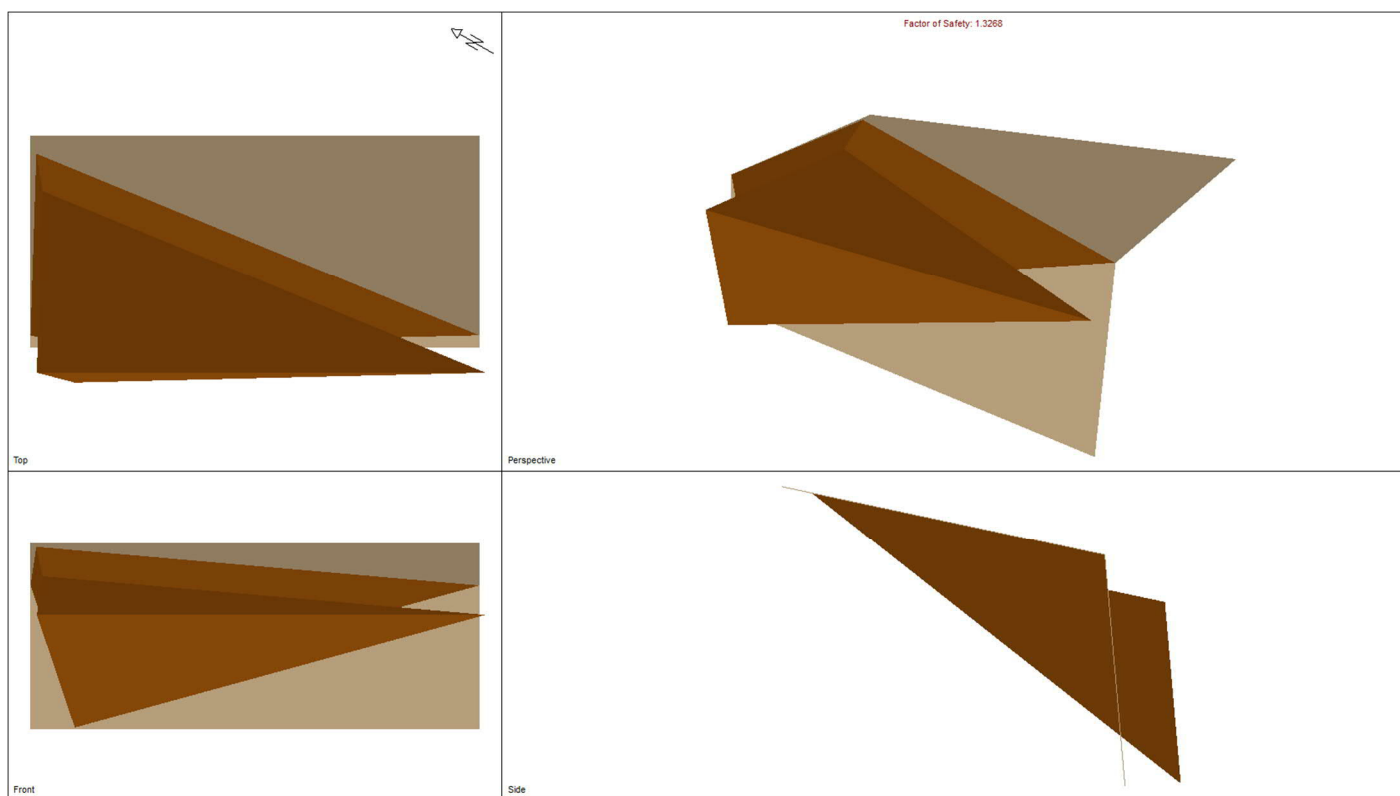 Factor of Safety: 1.3268
N
Top
Perspective
Front
Side